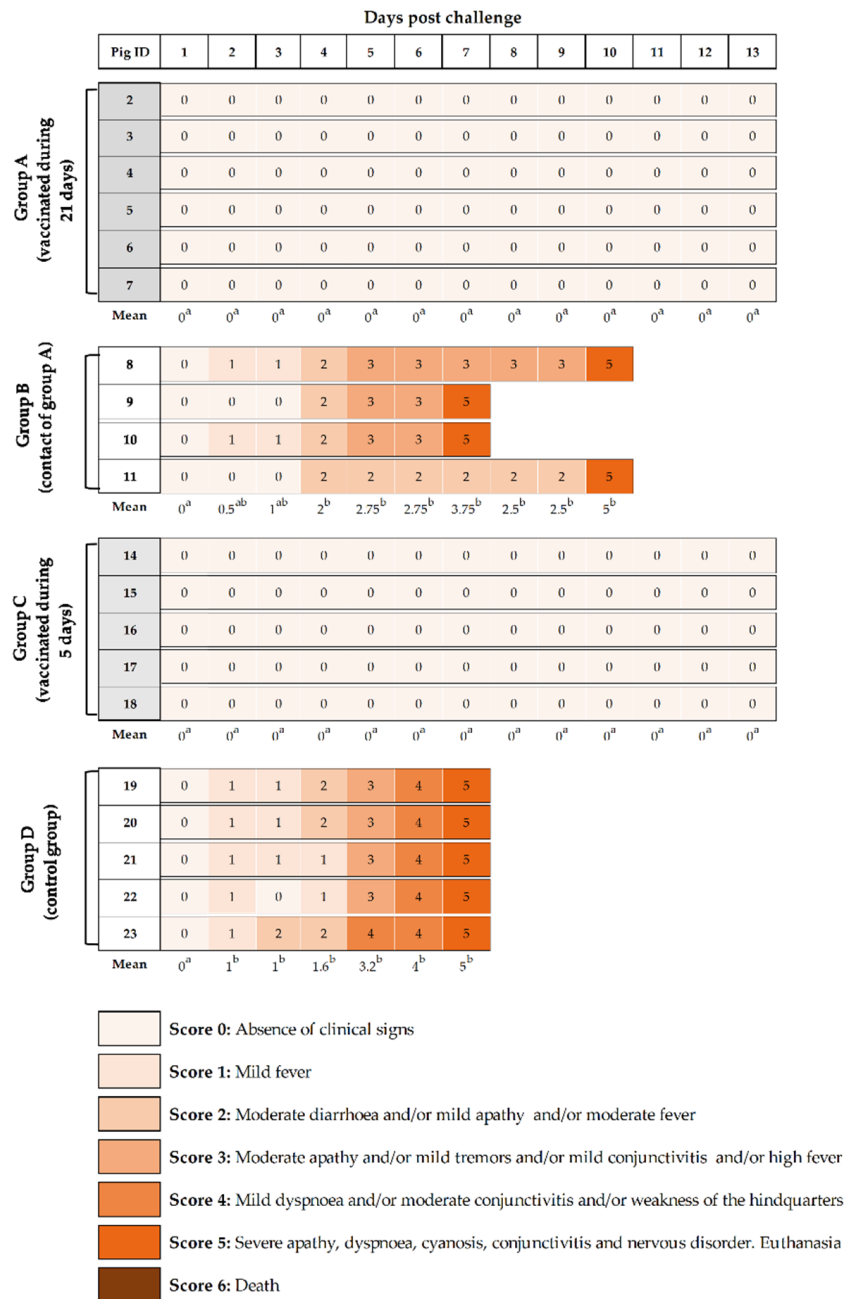 Days post challenge
Pig ID 1 2 3 4 5 6 7 8 9 10 11 12 13
Group A
(vaccinated during
21 days)
2 0 0 0 0 0 0 0 0 0 0 0 0 0
3 0 0 0 0 0 0 0 0 0 0 0 0 0
4 0 0 0 0 0 0 0 0 0 0 0 0 0
5 0 0 0 0 0 0 0 0 0 0 0 0 0
6 0 0 0 0 0 0 0 0 0 0 0 0 0
7 0 0 0 0 0 0 0 0 0 0 0 0 0
Mean 0a 0a 0a 0a 0a 0a 0a 0a 0a 0a 0a 0a 0a
Group B
(contact of group A)
8 0 1 1 2 3 3 3 3 3 5
9 0 0 0 2 3 3 5
10 0 1 1 2 3 3 5
11 0 0 0 2 2 2 2 2 2 5
Mean 0a 0.5ab 1ab 2b 2.75b 2.75b 3.75b 2.5b 2.5b 5b
Group C
(vaccinated during
5 days)
14 0 0 0 0 0 0 0 0 0 0 0 0 0
15 0 0 0 0 0 0 0 0 0 0 0 0 0
16 0 0 0 0 0 0 0 0 0 0 0 0 0
17 0 0 0 0 0 0 0 0 0 0 0 0 0
18 0 0 0 0 0 0 0 0 0 0 0 0 0
Mean 0a 0a 0a 0a 0a 0a 0a 0a 0a 0a 0a 0a 0a
Group D
(control group)
19 0 1 1 2 3 4 5
20 0 1 1 2 3 4 5
21 0 1 1 1 3 4 5
22 0 1 0 1 3 4 5
23 0 1 2 2 4 4 5
Mean 0a 1b 1b 1.6b 3.2b 4b 5b
Score 0: Absence of clinical signs
Score 1: Mild fever
Score 2: Moderate diarrhoea and/or mild apathy and/or moderate fever
Score 3: Moderate apathy and/or mild tremors and/or mild conjunctivitis and/or high fever
Score 4: Mild dyspnoea and/or moderate conjunctivitis and/or weakness of the hindquarters
Score 5: Severe apathy, dyspnoea, cyanosis, conjunctivitis and nervous disorder. Euthanasia
Score 6: Death